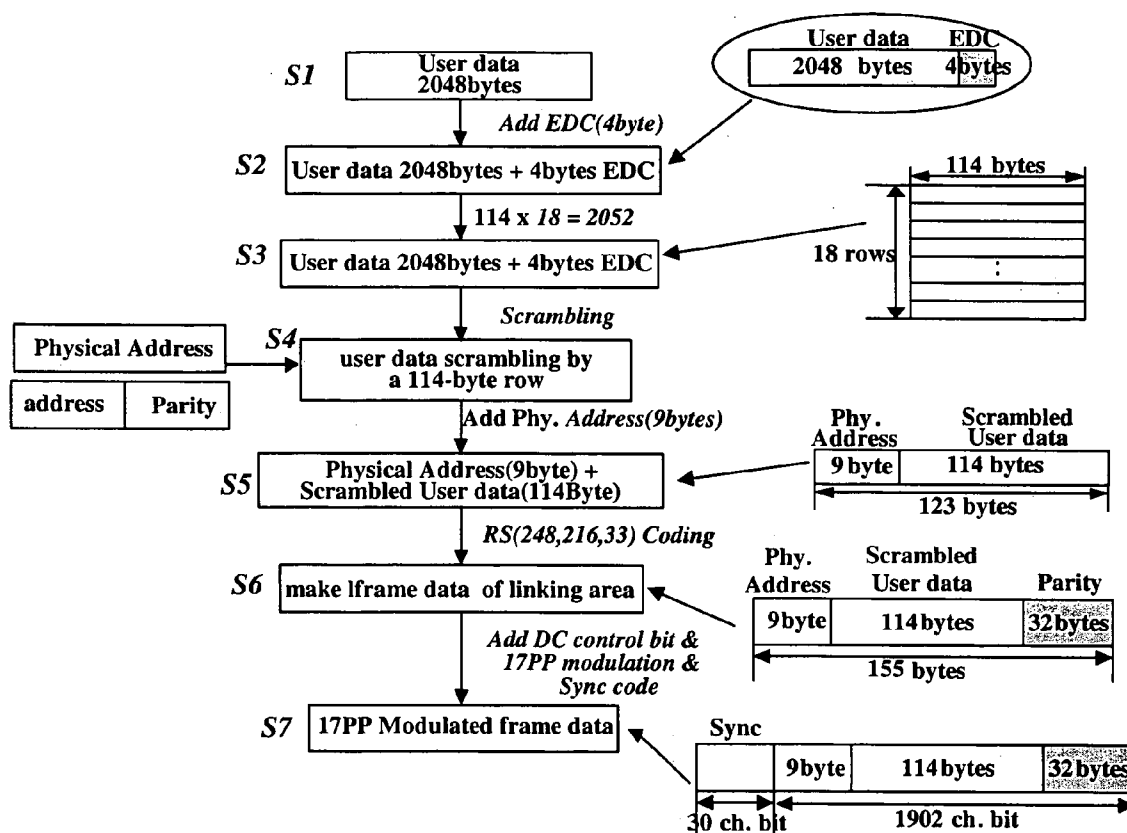 S1
User data
2048bytes
User data EDC
2048 bytes 4bytes
Add EDC(4byte)
S2
User data 2048bytes + 4bytes EDC
114 x 18 = 2052
114 bytes
18 rows
:
S3
User data 2048bytes + 4bytes EDC
Scrambling
Physical Address
address Parity
S4
user data scrambling by
a 114-byte row
Add Phy. Address(9bytes)
Phy. Scrambled
Address User data
9 byte 114 bytes
123 bytes
S5
Physical Address(9byte) +
Scrambled User data(114Byte)
RS(248,216,33) Coding
S6
make lframe data of linking area
Phy. Scrambled
Address User data Parity
9byte 114bytes 32bytes
155 bytes
Add DC control bit &
17PP modulation &
Sync code
S7
17PP Modulated frame data
Sync
9byte 114bytes 32bytes
30 ch. bit 1902 ch. bit